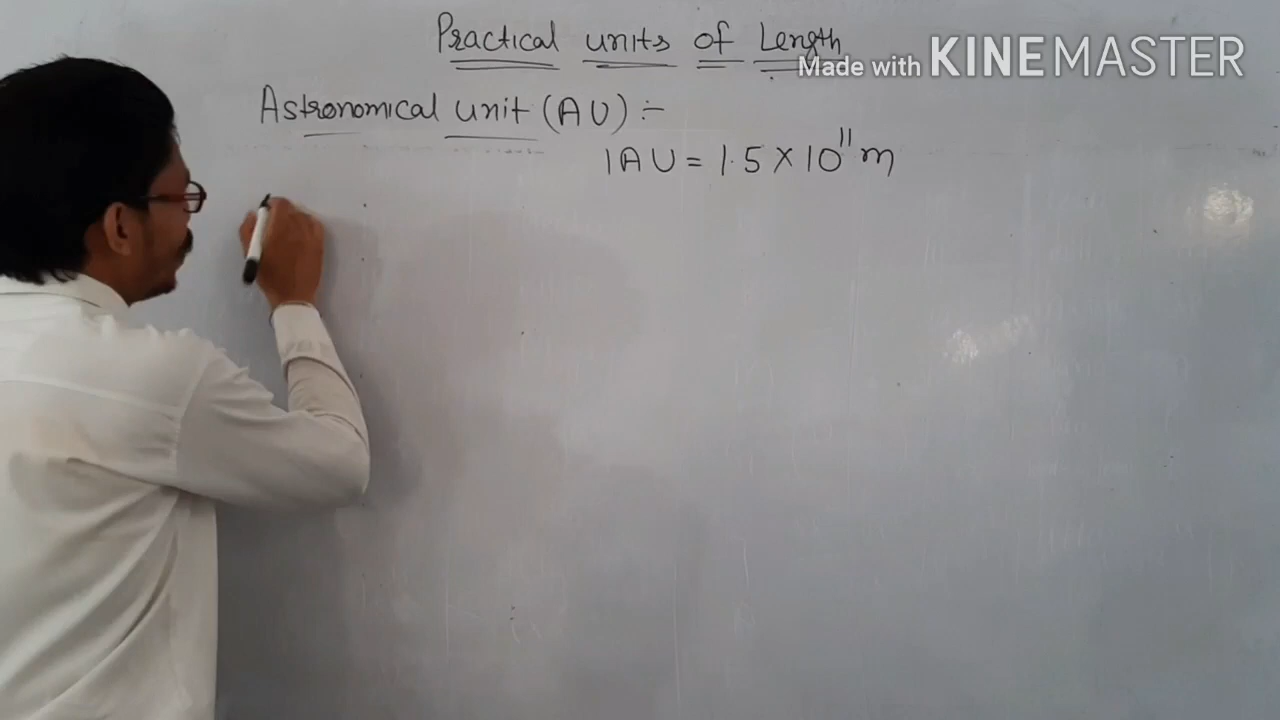 Practical units of Length
Made with KINEMASTER
Astronomical unit (AU) :-
1AU = 1.5 × 10¹¹ m